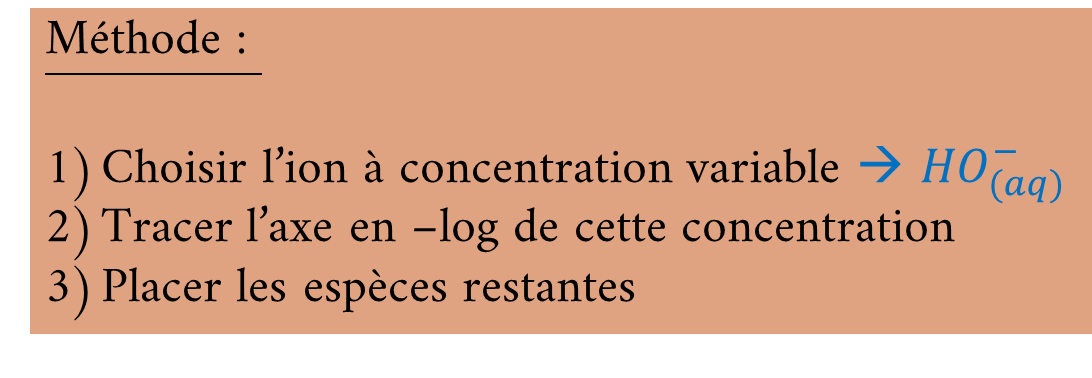 Méthode :
1) Choisir l’ion à concentration variable → HO⁻(aq)
2) Tracer l’axe en –log de cette concentration
3) Placer les espèces restantes